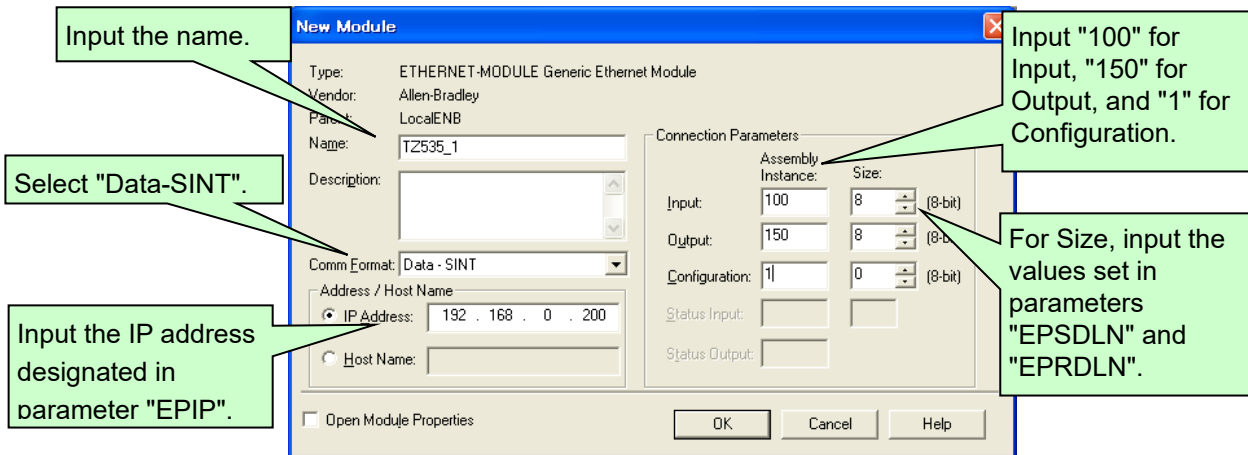 Input the name.
Select "Data-SINT".
Input the IP address
designated in
parameter "EPIP".
New Module
Type: ETHERNET-MODULE Generic Ethernet Module
Vendor: Allen-Bradley
Parent: LocalENB
Name: TZ535_1
Description:
Comm Format: Data - SINT
Address / Host Name
IP Address: 192 . 168 . 0 . 200
Host Name:
Open Module Properties
Connection Parameters
Assembly
Instance: Size:
Input: 100 8 (8-bit)
Output: 150 8 (8-bit)
Configuration: 1 0 (8-bit)
Status Input:
Status Output:
OK Cancel Help
Input "100" for
Input, "150" for
Output, and "1" for
Configuration.
For Size, input the
values set in
parameters
"EPSDLN" and
"EPRDLN".